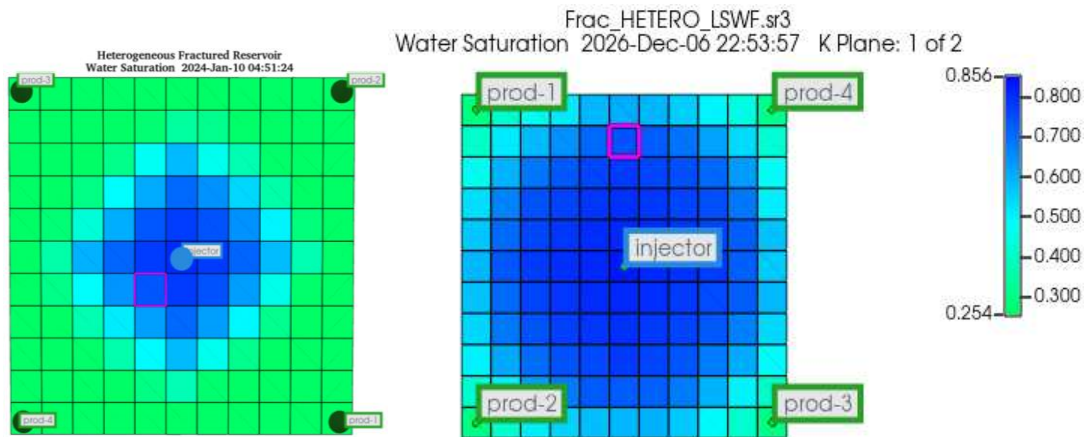 Heterogeneous Fractured Reservoir
Water Saturation 2024-Jan-10 04:51:24
prod-3
prod-2
injector
prod-4
prod-1
Frac_HETERO_LSWF.sr3
Water Saturation 2026-Dec-06 22:53:57 K Plane: 1 of 2
prod-1
prod-4
injector
prod-2
prod-3
0.856
0.800
0.700
0.600
0.500
0.400
0.300
0.254